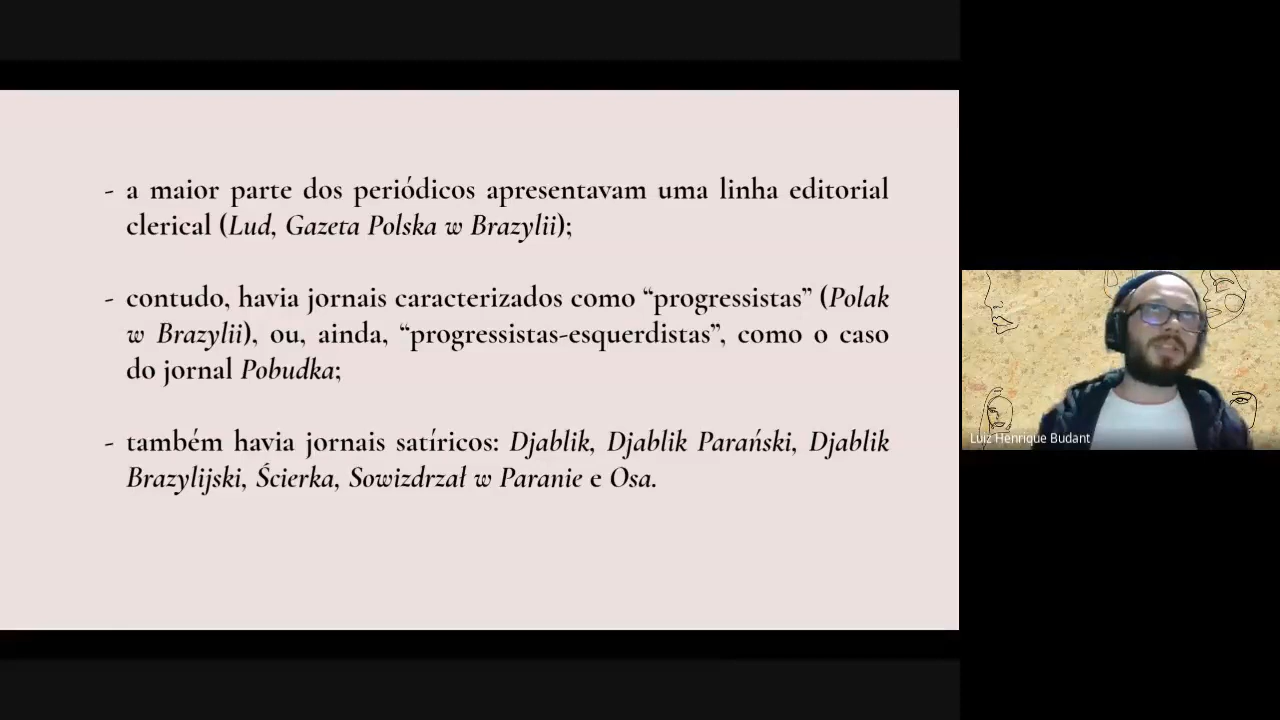 - a maior parte dos periódicos apresentavam uma linha editorial
clerical (Lud, Gazeta Polska w Brazylii);
- contudo, havia jornais caracterizados como “progressistas” (Polak
w Brazylii), ou, ainda, “progressistas-esquerdistas”, como o caso
do jornal Pobudka;
- também havia jornais satíricos: Djablik, Djablik Parański, Djablik
Brazylijski, Ścierka, Sowizdrzał w Paranie e Osa.
Luiz Henrique Budant